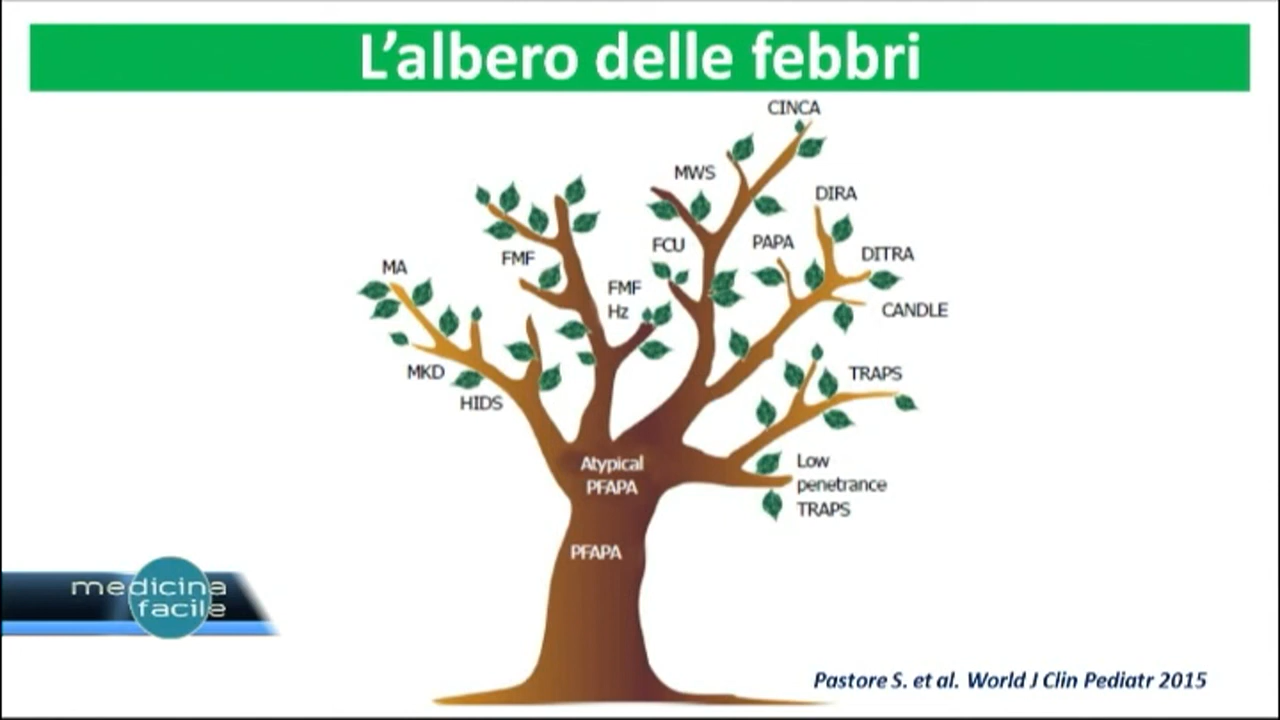 L'albero delle febbri
CINCA
MWS
DIRA
FCU
PAPA
DITRA
FMF
MA
FMF
Hz
CANDLE
MKD
TRAPS
HIDS
Atypical
PFAPA
Low
penetrance
TRAPS
PFAPA
medicina
facile
Pastore S. et al. World J Clin Pediatr 2015